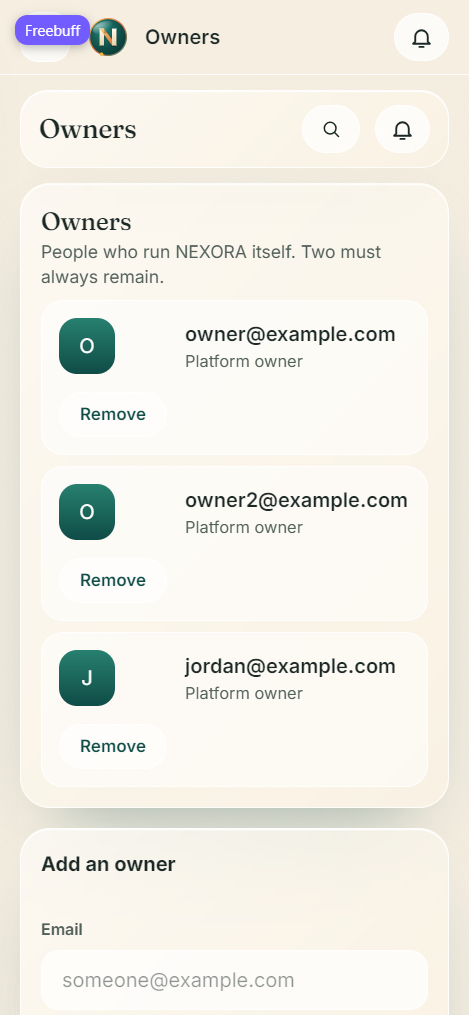 Freebuff
N
Owners
Owners
Owners
People who run NEXORA itself. Two must
always remain.
O
owner@example.com
Platform owner
Remove
O
owner2@example.com
Platform owner
Remove
J
jordan@example.com
Platform owner
Remove
Add an owner
Email
someone@example.com